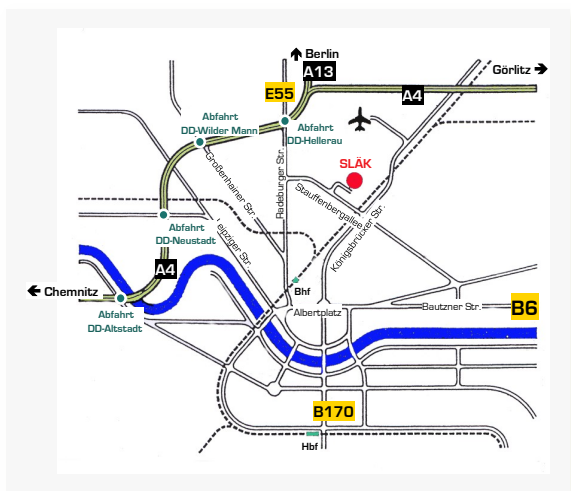 Berlin
A13
Görlitz
E55
A4
Abfahrt
DD-Wilder Mann
Abfahrt
DD-Hellerau
SLÄK
Großenhainer Str.
Radeburger Str.
Stauffenbergallee
Königsbrücker Str.
Abfahrt
DD-Neustadt
Leipziger Str.
A4
Chemnitz
Bhf
Abfahrt
DD-Altstadt
Albertplatz
Bautzner Str.
B6
B170
Hbf